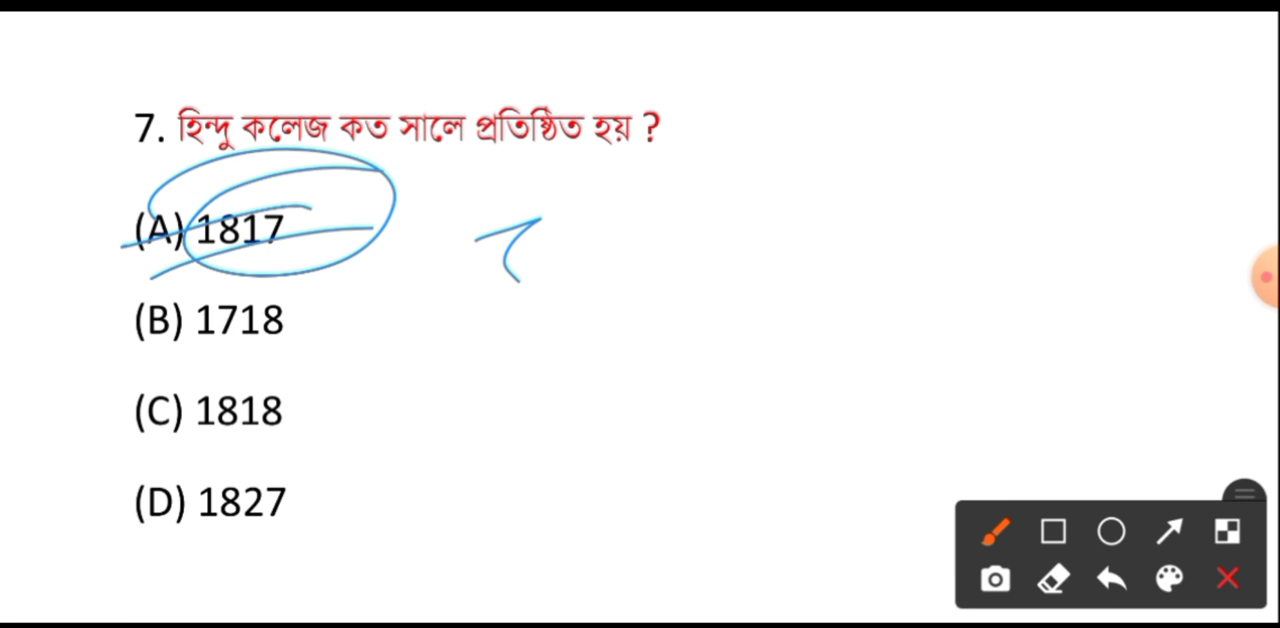 7. হিন্দু কলেজ কত সালে প্রতিষ্ঠিত হয় ?
(A) 1817
(B) 1718
(C) 1818
(D) 1827